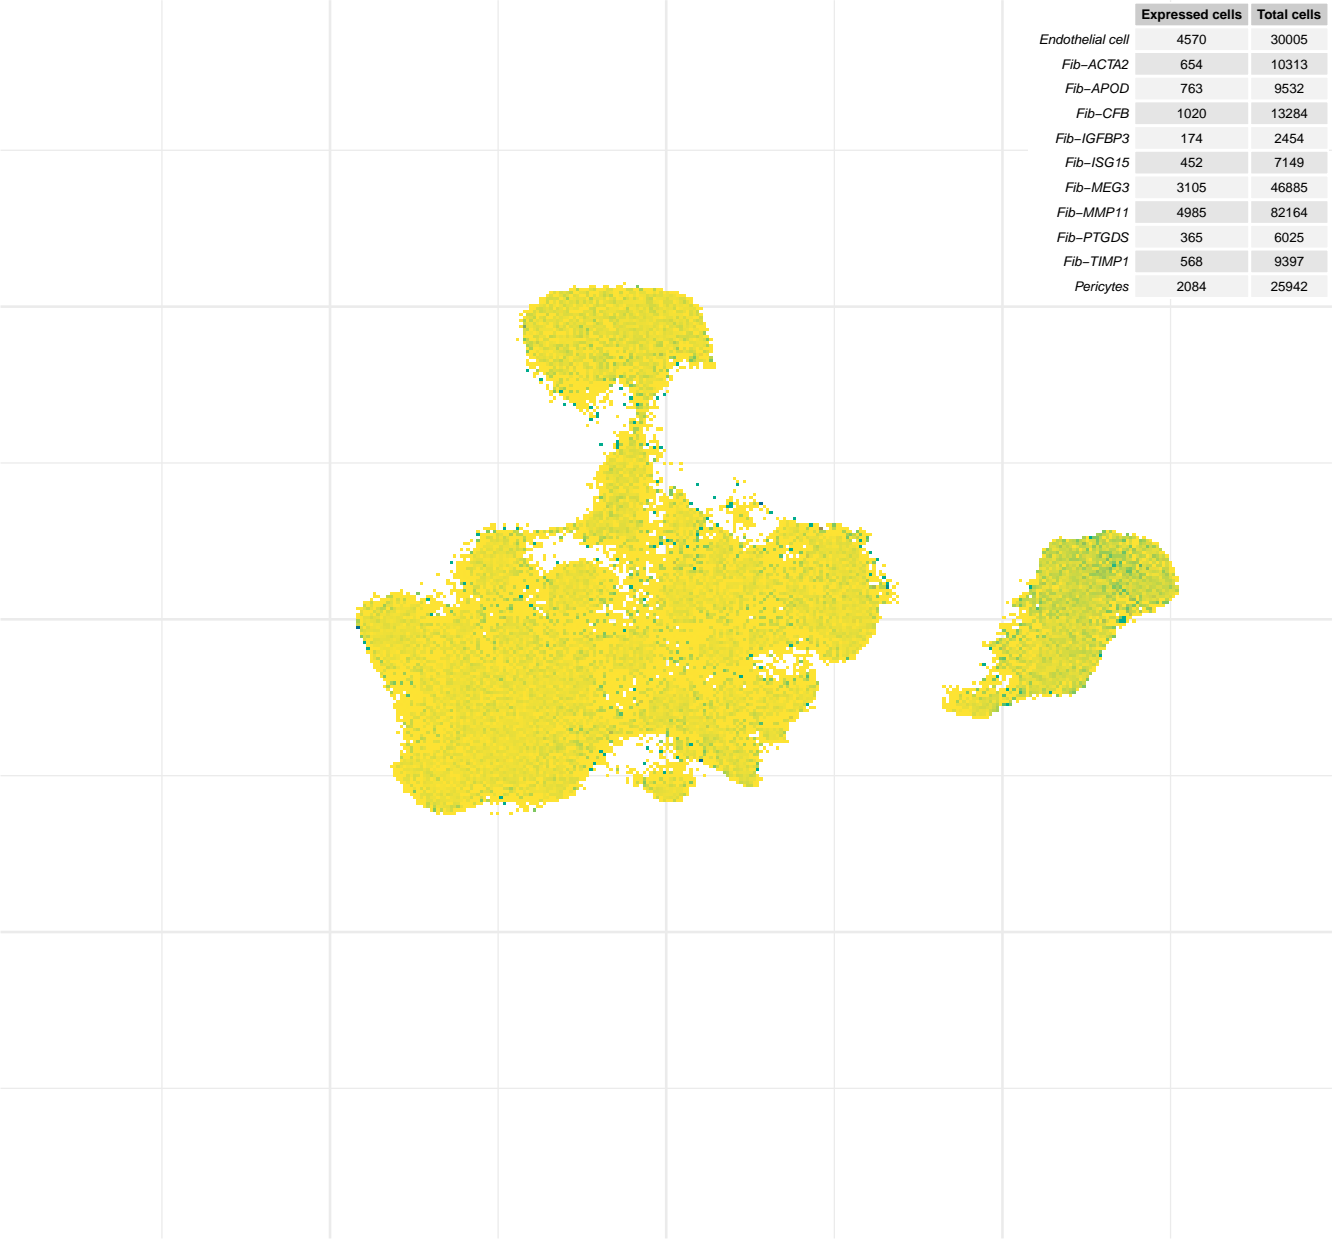 Expressed cells Total cells
Endothelial cell 4570 30005
Fib−ACTA2 654 10313
Fib−APOD 763 9532
Fib−CFB 1020 13284
Fib−IGFBP3 174 2454
Fib−ISG15 452 7149
Fib−MEG3 3105 46885
Fib−MMP11 4985 82164
Fib−PTGDS 365 6025
Fib−TIMP1 568 9397
Pericytes 2084 25942